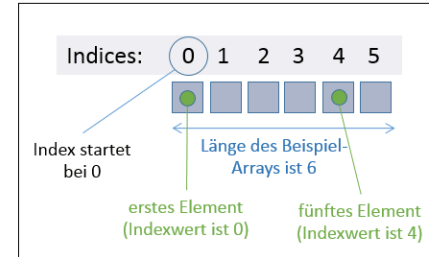 Indices: 0 1 2 3 4 5
Index startet
bei 0
Länge des Beispiel-
Arrays ist 6
erstes Element
(Indexwert ist 0)
fünftes Element
(Indexwert ist 4)